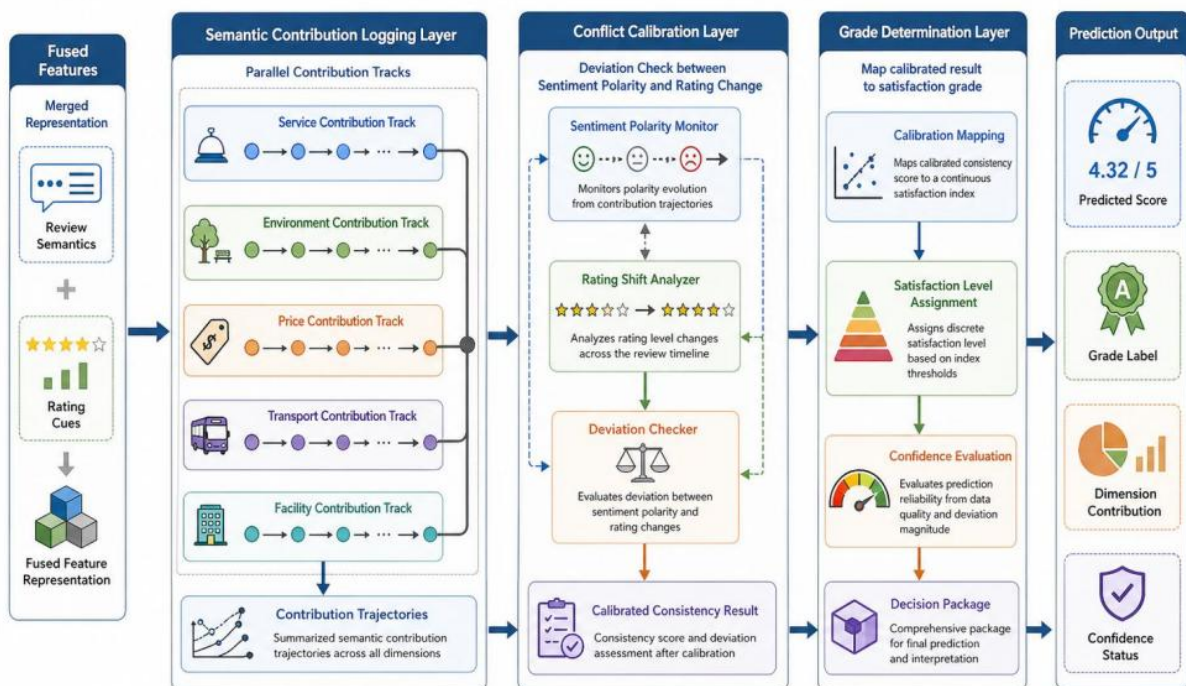 Fused
Features
Merged
Representation
Review
Semantics
+
Rating
Cues
Fused Feature
Representation
Semantic Contribution Logging Layer
Parallel Contribution Tracks
Service Contribution Track
...
Environment Contribution Track
...
Price Contribution Track
$
...
Transport Contribution Track
...
Facility Contribution Track
...
Contribution Trajectories
Summarized semantic contribution
trajectories across all dimensions
Conflict Calibration Layer
Deviation Check between
Sentiment Polarity and Rating Change
Sentiment Polarity Monitor
Monitors polarity evolution
from contribution trajectories
Rating Shift Analyzer
Analyzes rating level changes
across the review timeline
Deviation Checker
Evaluates deviation between
sentiment polarity and
rating changes
Calibrated Consistency Result
Consistency score and deviation
assessment after calibration
Grade Determination Layer
Map calibrated result
to satisfaction grade
Calibration Mapping
Maps calibrated consistency
score to a continuous
satisfaction index
Satisfaction Level
Assignment
Assigns discrete
satisfaction level
based on index
thresholds
Confidence Evaluation
Evaluates prediction
reliability from data
quality and deviation
magnitude
Decision Package
Comprehensive package
for final prediction
and interpretation
Prediction Output
4.32 / 5
Predicted Score
A
Grade Label
Dimension
Contribution
Confidence
Status